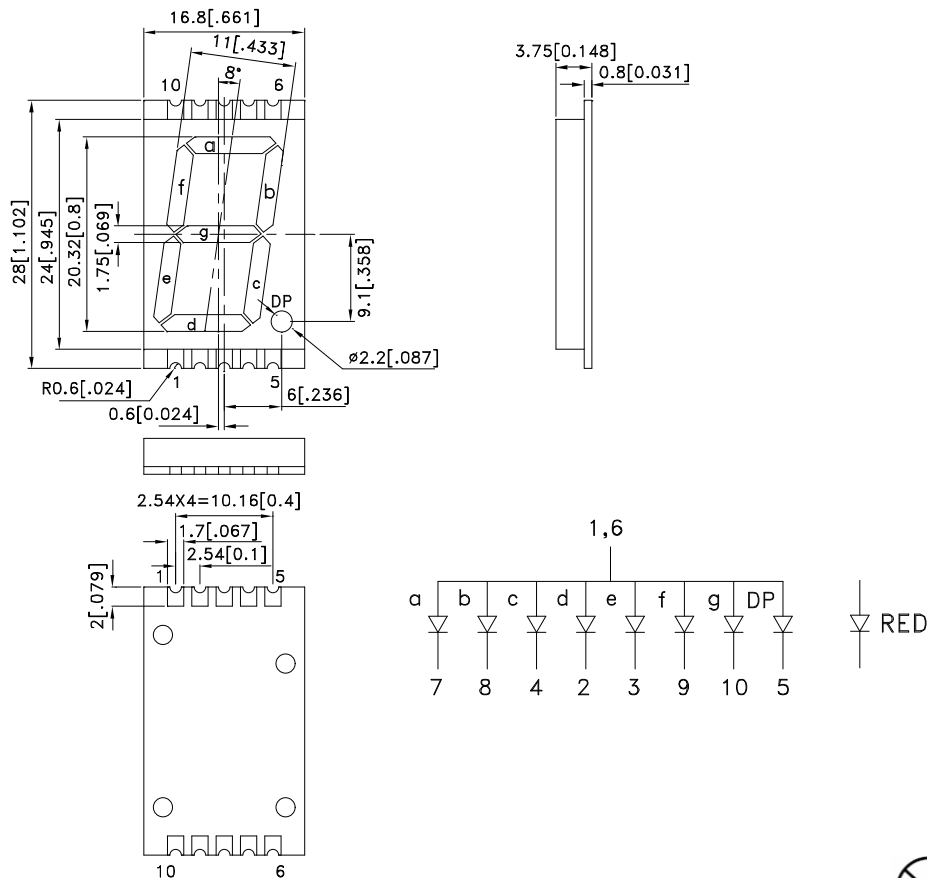 16.8[.661]
11[.433]
8°
10
6
3.75[0.148]
0.8[0.031]
28[1.102]
24[.945]
20.32[0.8]
1.75[.069]
a
f
b
g
e
c
d
DP
9.1[.358]
ø2.2[.087]
R0.6[.024]
1
5
6[.236]
0.6[0.024]
2.54X4=10.16[0.4]
1.7[.067]
2.54[0.1]
1
5
2[.079]
10
6
1,6
a b c d e f g DP
RED
7 8 4 2 3 9 10 5